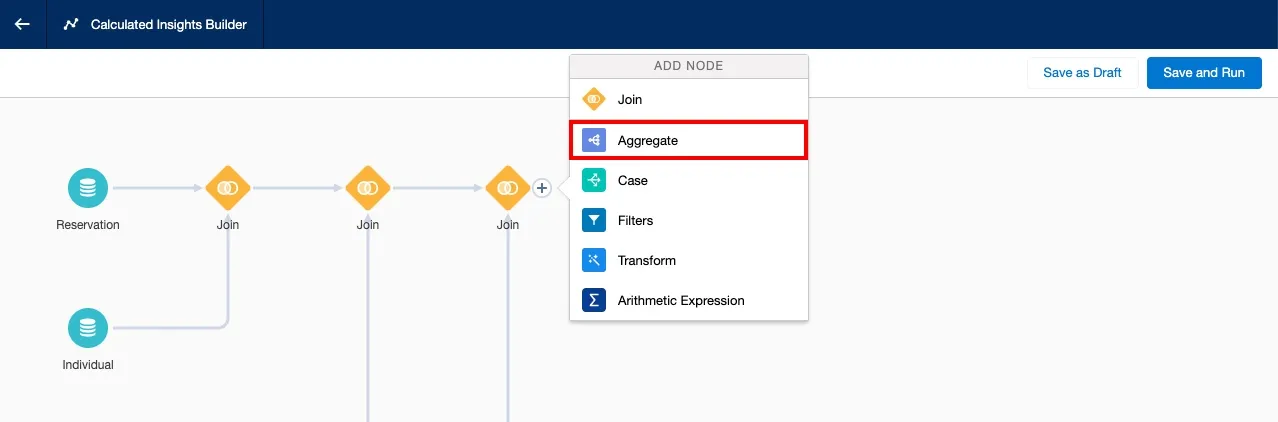 Calculated Insights Builder
ADD NODE
Save as Draft
Save and Run
Join
Aggregate
Case
Filters
Transform
Arithmetic Expression
Reservation
Join
Join
Join
Individual